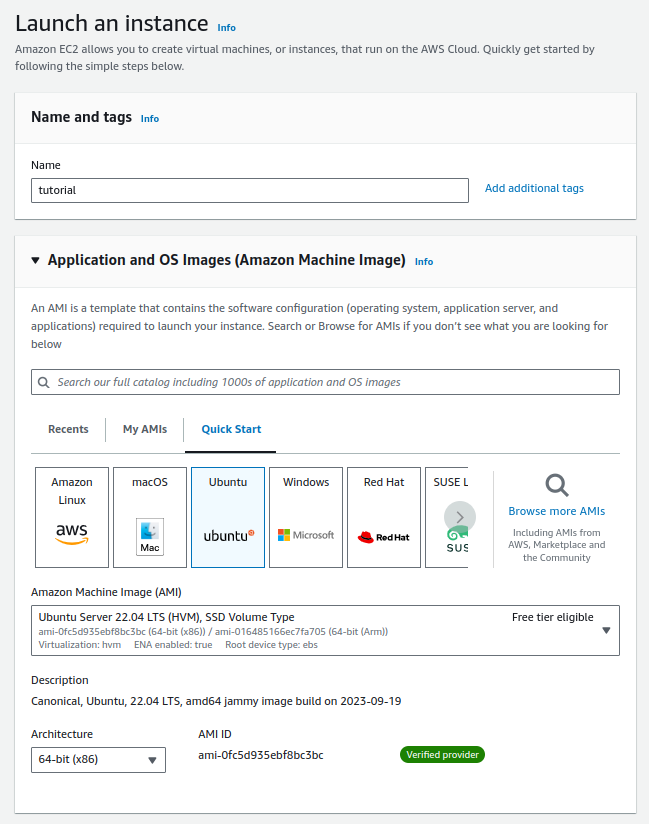 Launch an instance Info
Amazon EC2 allows you to create virtual machines, or instances, that run on the AWS Cloud. Quickly get started by
following the simple steps below.
Name and tags Info
Name
tutorial
Add additional tags
Application and OS Images (Amazon Machine Image) Info
An AMI is a template that contains the software configuration (operating system, application server, and
applications) required to launch your instance. Search or Browse for AMIs if you don't see what you are looking for
below
Search our full catalog including 1000s of application and OS images
Recents
My AMIs
Quick Start
Amazon
Linux
aws
macOS
Mac
Ubuntu
ubuntu
Windows
Microsoft
Red Hat
Red Hat
SUSE L
SUS
Browse more AMIs
Including AMIs from
AWS, Marketplace and
the Community
Amazon Machine Image (AMI)
Ubuntu Server 22.04 LTS (HVM), SSD Volume Type
Free tier eligible
ami-0fc5d935ebf8bc3bc (64-bit (x86)) / ami-016485166ec7fa705 (64-bit (Arm))
Virtualization: hvm ENA enabled: true Root device type: ebs
Description
Canonical, Ubuntu, 22.04 LTS, amd64 jammy image build on 2023-09-19
Architecture
64-bit (x86)
AMI ID
ami-0fc5d935ebf8bc3bc
Verified provider